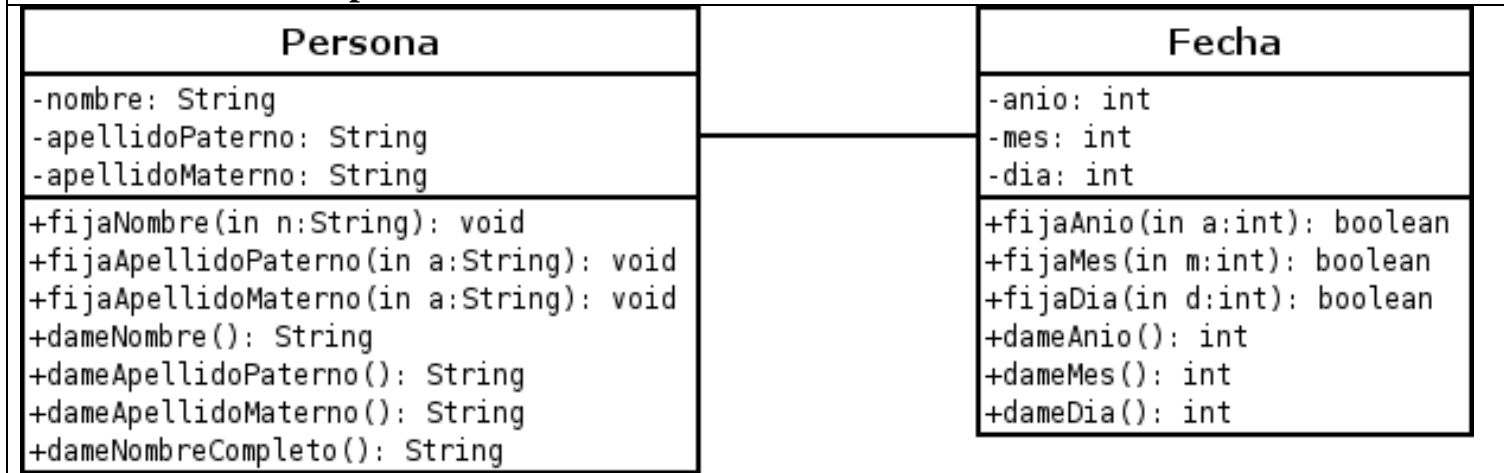 Persona
-nombre: String
-apellidoPaterno: String
-apellidoMaterno: String
+fijaNombre(in n:String): void
+fijaApellidoPaterno(in a:String): void
+fijaApellidoMaterno(in a:String): void
+dameNombre(): String
+dameApellidoPaterno(): String
+dameApellidoMaterno(): String
+dameNombreCompleto(): String
Fecha
-anio: int
-mes: int
-dia: int
+fijaAnio(in a:int): boolean
+fijaMes(in m:int): boolean
+fijaDia(in d:int): boolean
+dameAnio(): int
+dameMes(): int
+dameDia(): int